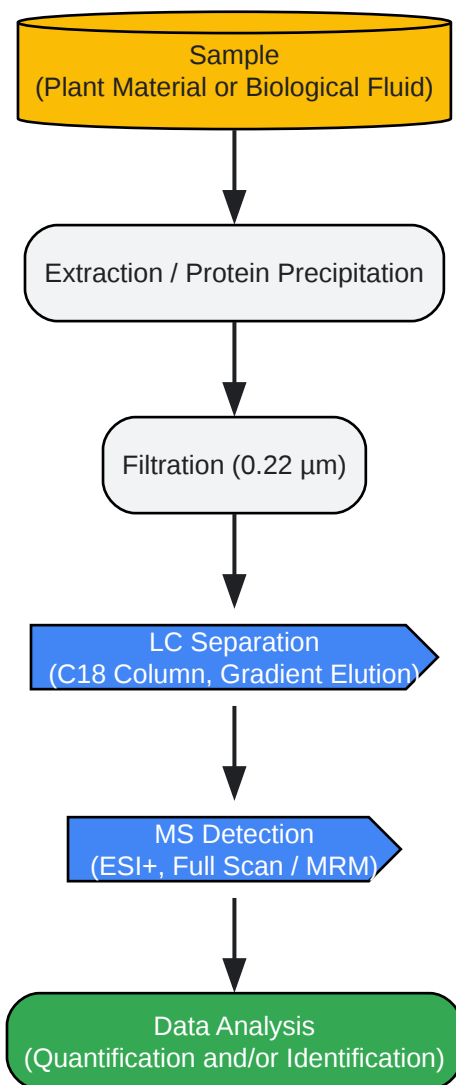 Sample
(Plant Material or Biological Fluid)
Extraction / Protein Precipitation
Filtration (0.22 µm)
LC Separation
(C18 Column, Gradient Elution)
MS Detection
(ESI+, Full Scan / MRM)
Data Analysis
(Quantification and/or Identification)